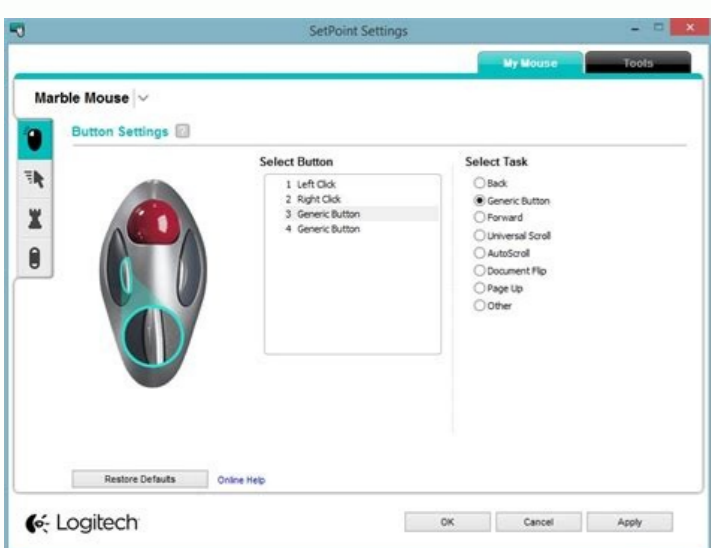 SetPoint Settings
My Mouse
Tools
Marble Mouse
Button Settings ?
Select Button
1 Left Click
2 Right Click
3 Generic Button
4 Generic Button
Select Task
Back
Generic Button
Forward
Universal Scroll
AutoScroll
Document Flip
Page Up
Other
Restore Defaults
Online Help
Logitech
OK
Cancel
Apply